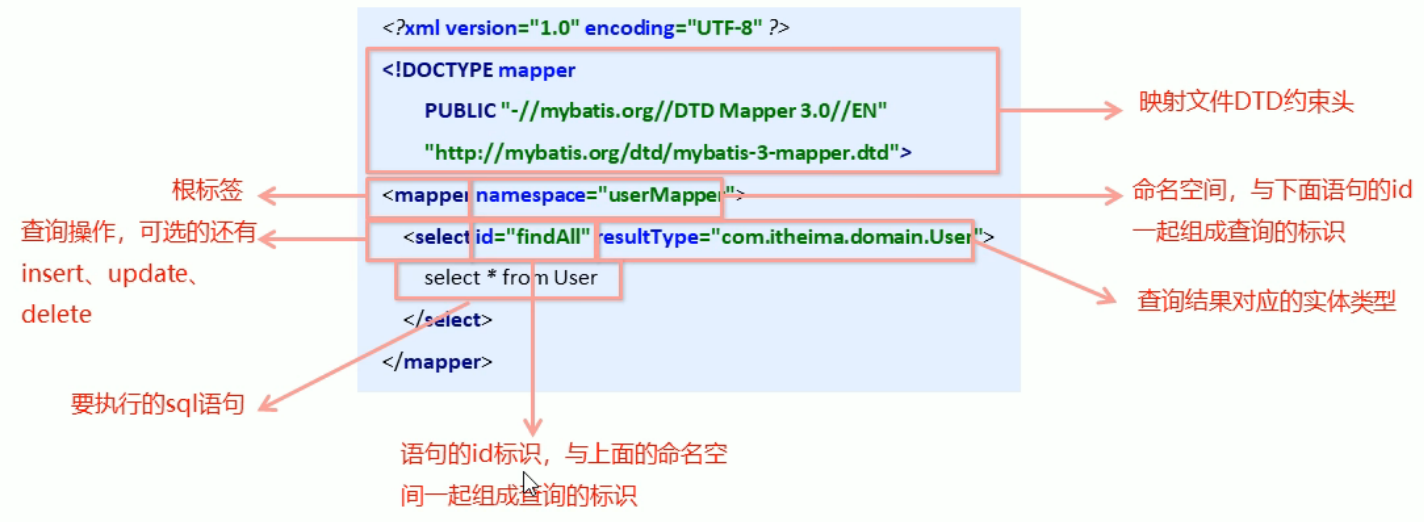 <?xml version="1.0" encoding="UTF-8" ?>
<!DOCTYPE mapper
PUBLIC "-//mybatis.org//DTD Mapper 3.0//EN"
"http://mybatis.org/dtd/mybatis-3-mapper.dtd">
<mapper namespace="userMapper">
<select id="findAll" resultType="com.itheima.domain.User">
select * from User
</select>
</mapper>
映射文件DTD约束头
根标签
命名空间，与下面语句的id
一起组成查询的标识
查询操作，可选的还有
insert、update、
delete
查询结果对应的实体类型
要执行的sql语句
语句的id标识，与上面的命名空
间一起组成查询的标识